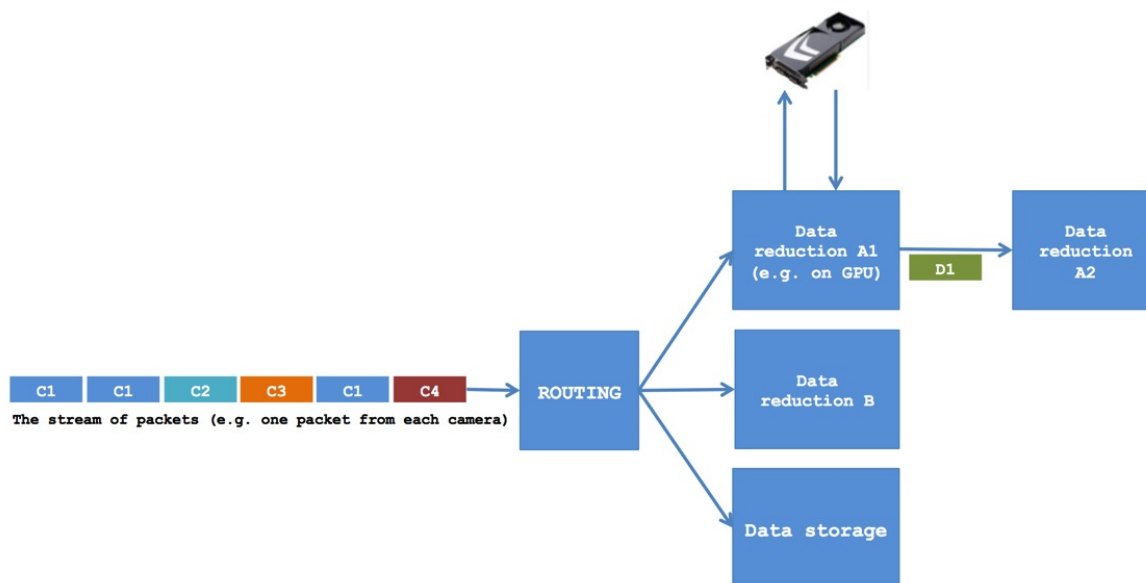 Data
reduction A1
(e.g. on GPU)
D1
Data
reduction
A2
C1
C1
C2
C3
C1
C4
The stream of packets (e.g. one packet from each camera)
ROUTING
Data
reduction B
Data storage